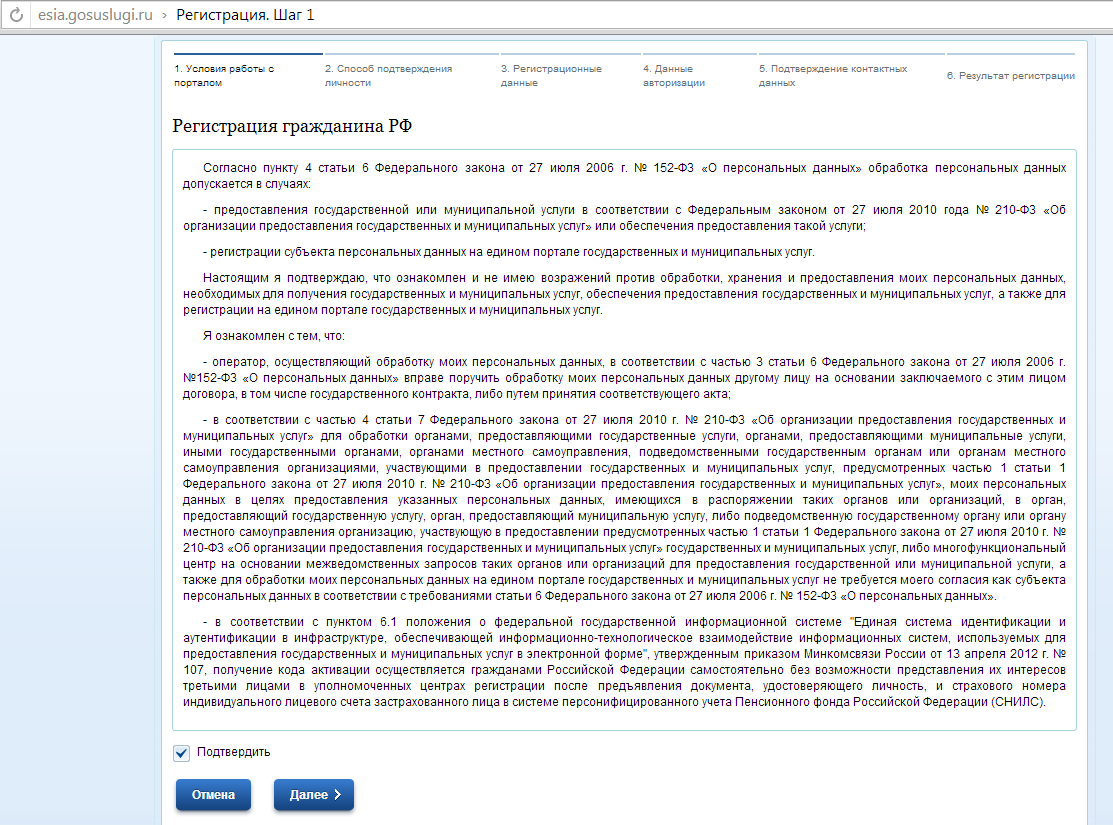 esia.gosuslugi.ru › Регистрация. Шаг 1
1. Условия работы с порталом
2. Способ подтверждения личности
3. Регистрационные данные
4. Данные авторизации
5. Подтверждение контактных данных
6. Результат регистрации
Регистрация гражданина РФ
Согласно пункту 4 статьи 6 Федерального закона от 27 июля 2006 г. № 152-ФЗ «О персональных данных» обработка персональных данных
допускается в случаях:
- предоставления государственной или муниципальной услуги в соответствии с Федеральным законом от 27 июля 2010 года № 210-ФЗ «Об
организации предоставления государственных и муниципальных услуг» или обеспечения предоставления такой услуги;
- регистрации субъекта персональных данных на едином портале государственных и муниципальных услуг.
Настоящим я подтверждаю, что ознакомлен и не имею возражений против обработки, хранения и предоставления моих персональных данных,
необходимых для получения государственных и муниципальных услуг, обеспечения предоставления государственных и муниципальных услуг, а также для
регистрации на едином портале государственных и муниципальных услуг.
Я ознакомлен с тем, что:
- оператор, осуществляющий обработку моих персональных данных, в соответствии с частью 3 статьи 6 Федерального закона от 27 июля 2006 г.
№152-ФЗ «О персональных данных» вправе поручить обработку моих персональных данных другому лицу на основании заключаемого с этим лицом
договора, в том числе государственного контракта, либо путем принятия соответствующего акта;
- в соответствии с частью 4 статьи 7 Федерального закона от 27 июля 2010 г. № 210-ФЗ «Об организации предоставления государственных и
муниципальных услуг» для обработки органами, предоставляющими государственные услуги, органами, предоставляющими муниципальные услуги,
иными государственными органами, органами местного самоуправления, подведомственными государственным органам или органам местного
самоуправления организациями, участвующими в предоставлении государственных и муниципальных услуг, предусмотренных частью 1 статьи 1
Федерального закона от 27 июля 2010 г. № 210-ФЗ «Об организации предоставления государственных и муниципальных услуг», моих персональных
данных в целях предоставления указанных персональных данных, имеющихся в распоряжении таких органов или организаций, в орган,
предоставляющий государственную услугу, орган, предоставляющий муниципальную услугу, либо подведомственную государственному органу или органу
местного самоуправления организацию, участвующую в предоставлении предусмотренных частью 1 статьи 1 Федерального закона от 27 июля 2010 г. №
210-ФЗ «Об организации предоставления государственных и муниципальных услуг» государственных и муниципальных услуг, либо многофункциональный
центр на основании межведомственных запросов таких органов или организаций для предоставления государственной или муниципальной услуги, а
также для обработки моих персональных данных на едином портале государственных и муниципальных услуг не требуется моего согласия как субъекта
персональных данных в соответствии с требованиями статьи 6 Федерального закона от 27 июля 2006 г. № 152-ФЗ «О персональных данных».
- в соответствии с пунктом 6.1 положения о федеральной государственной информационной системе "Единая система идентификации и
аутентификации в инфраструктуре, обеспечивающей информационно-технологическое взаимодействие информационных систем, используемых для
предоставления государственных и муниципальных услуг в электронной форме", утвержденным приказом Минкомсвязи России от 13 апреля 2012 г. №
107, получение кода активации осуществляется гражданами Российской Федерации самостоятельно без возможности представления их интересов
третьими лицами в уполномоченных центрах регистрации после предъявления документа, удостоверяющего личность, и страхового номера
индивидуального лицевого счета застрахованного лица в системе персонифицированного учета Пенсионного фонда Российской Федерации (СНИЛС).
Подтвердить
Отмена
Далее